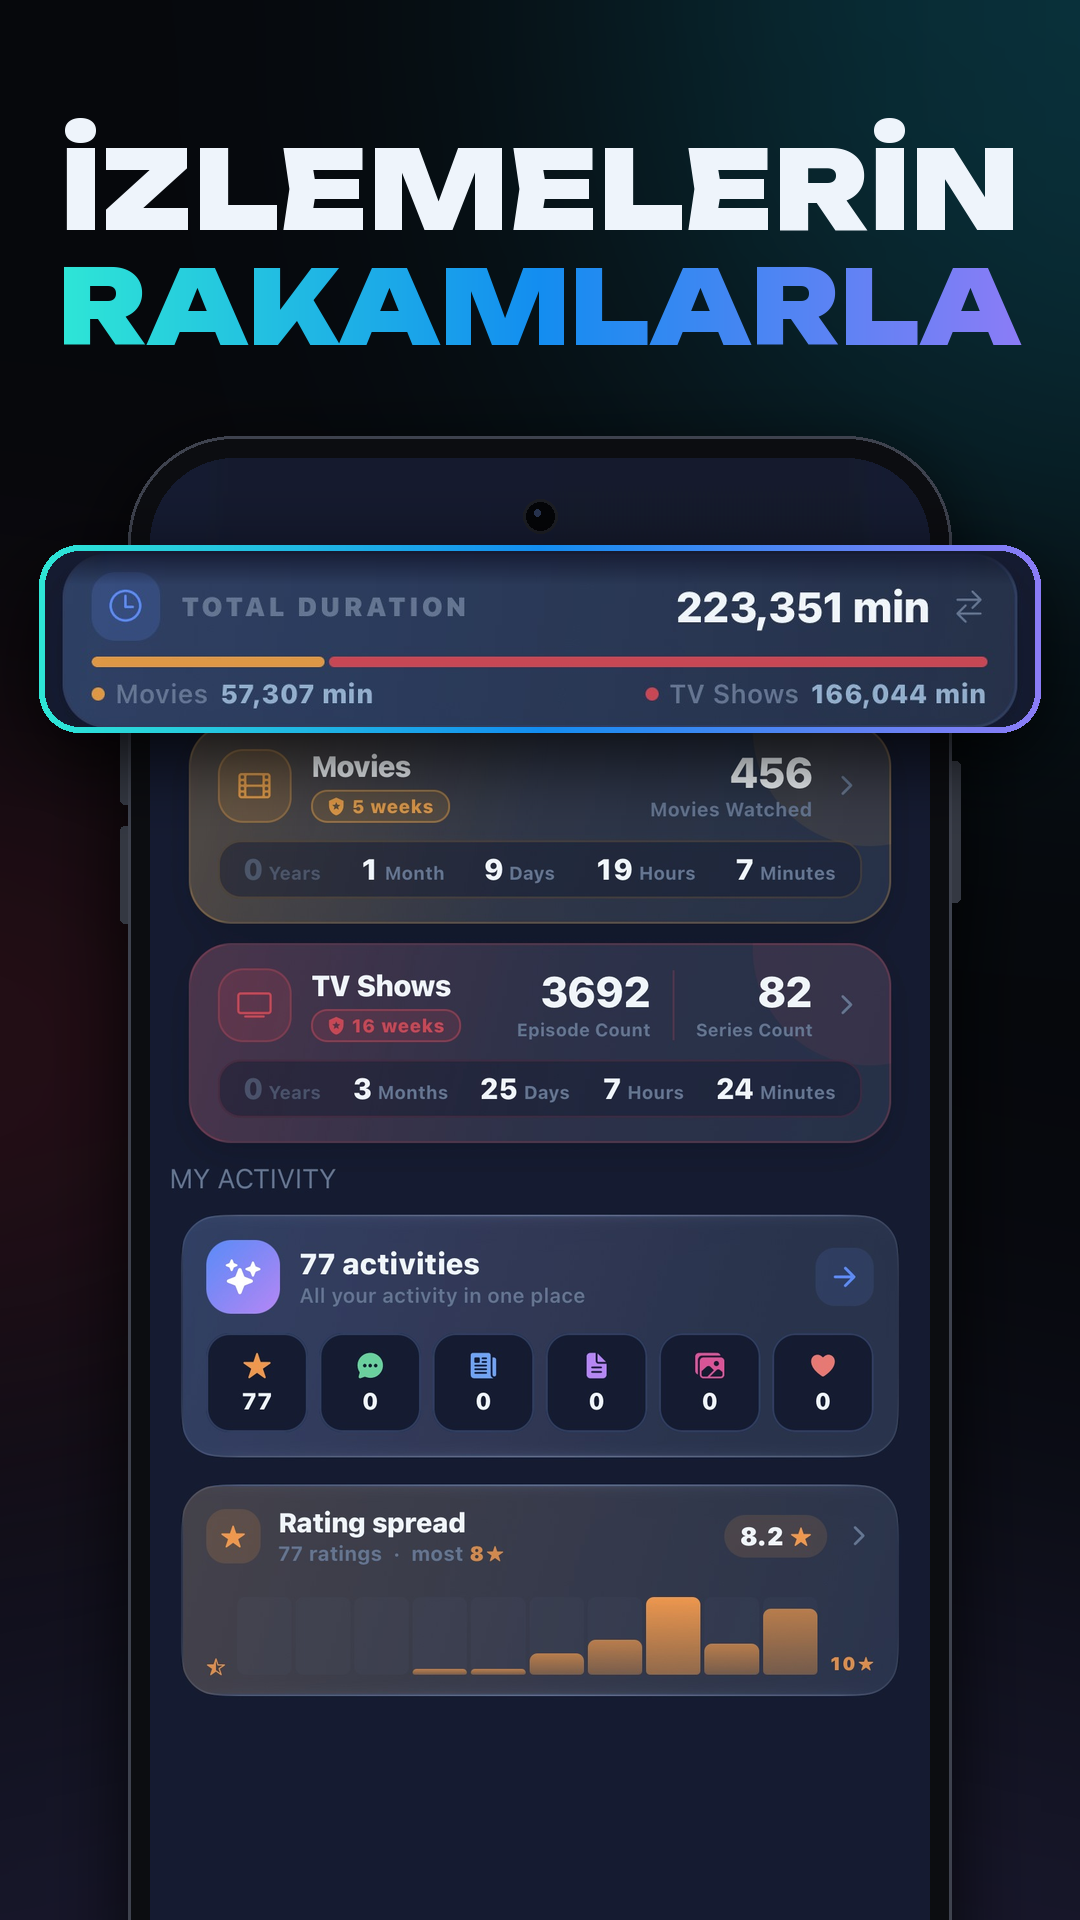 İZLEMELERİN
RAKAMLARLA
TOTAL DURATION 223,351 min
Movies 57,307 min TV Shows 166,044 min
Movies 456
5 weeks Movies Watched
0 Years 1 Month 9 Days 19 Hours 7 Minutes
TV Shows 3692 82
16 weeks Episode Count Series Count
0 Years 3 Months 25 Days 7 Hours 24 Minutes
MY ACTIVITY
77 activities
All your activity in one place
77 0 0 0 0 0
Rating spread 8.2 ★
77 ratings · most 8★
10★